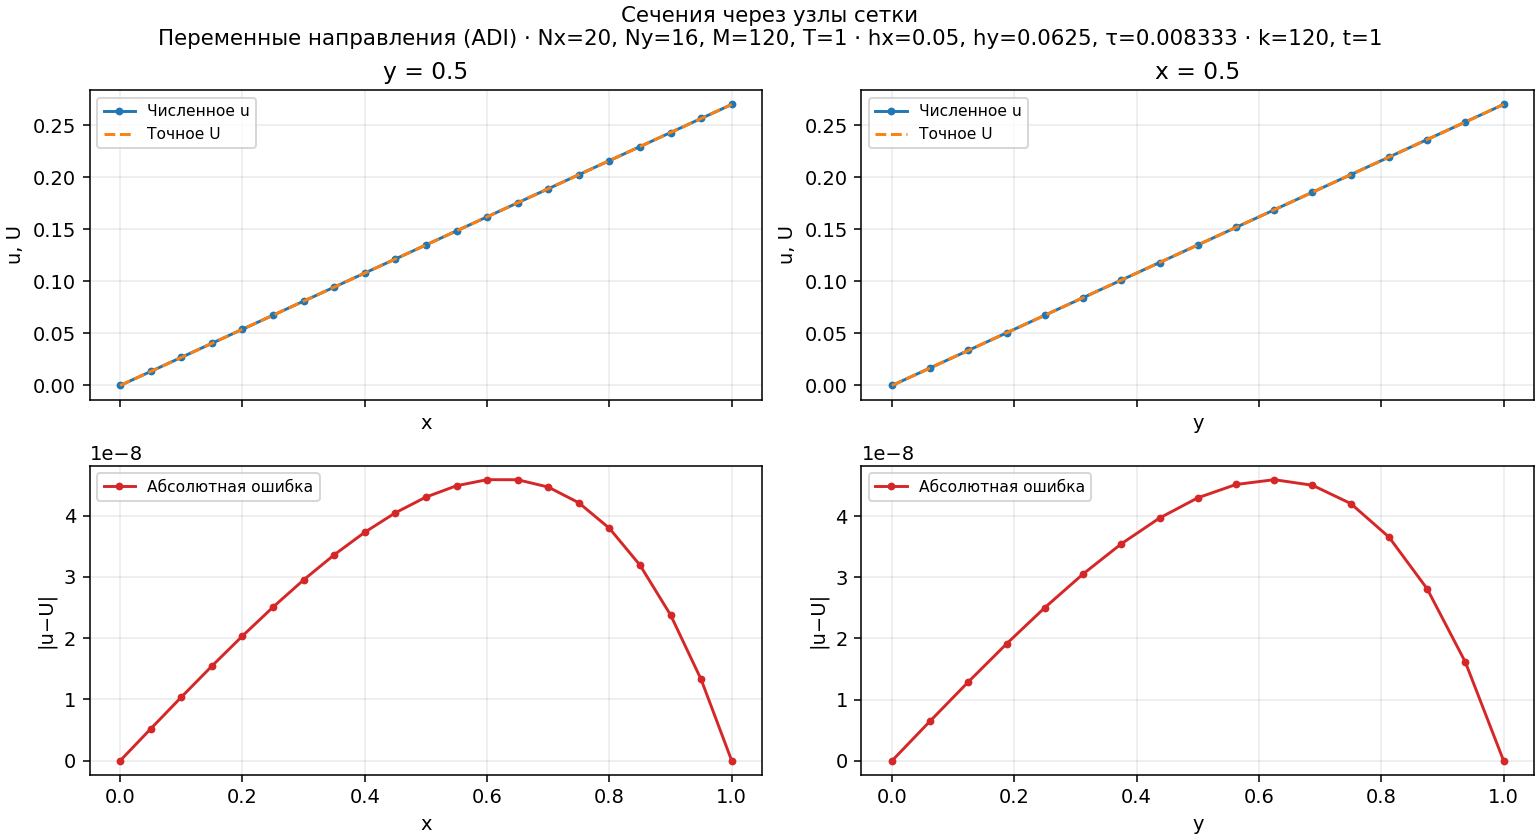 Сечения через узлы сетки
Переменные направления (ADI) · Nx=20, Ny=16, M=120, T=1 · hx=0.05, hy=0.0625, τ=0.008333 · k=120, t=1
y = 0.5
Численное u
Точное U
0.25
0.20
0.15
0.10
0.05
0.00
u, U
x
x = 0.5
Численное u
Точное U
0.25
0.20
0.15
0.10
0.05
0.00
u, U
y
1e−8
Абсолютная ошибка
4
3
2
1
0
|u−U|
0.0 0.2 0.4 0.6 0.8 1.0
x
1e−8
Абсолютная ошибка
4
3
2
1
0
|u−U|
0.0 0.2 0.4 0.6 0.8 1.0
y